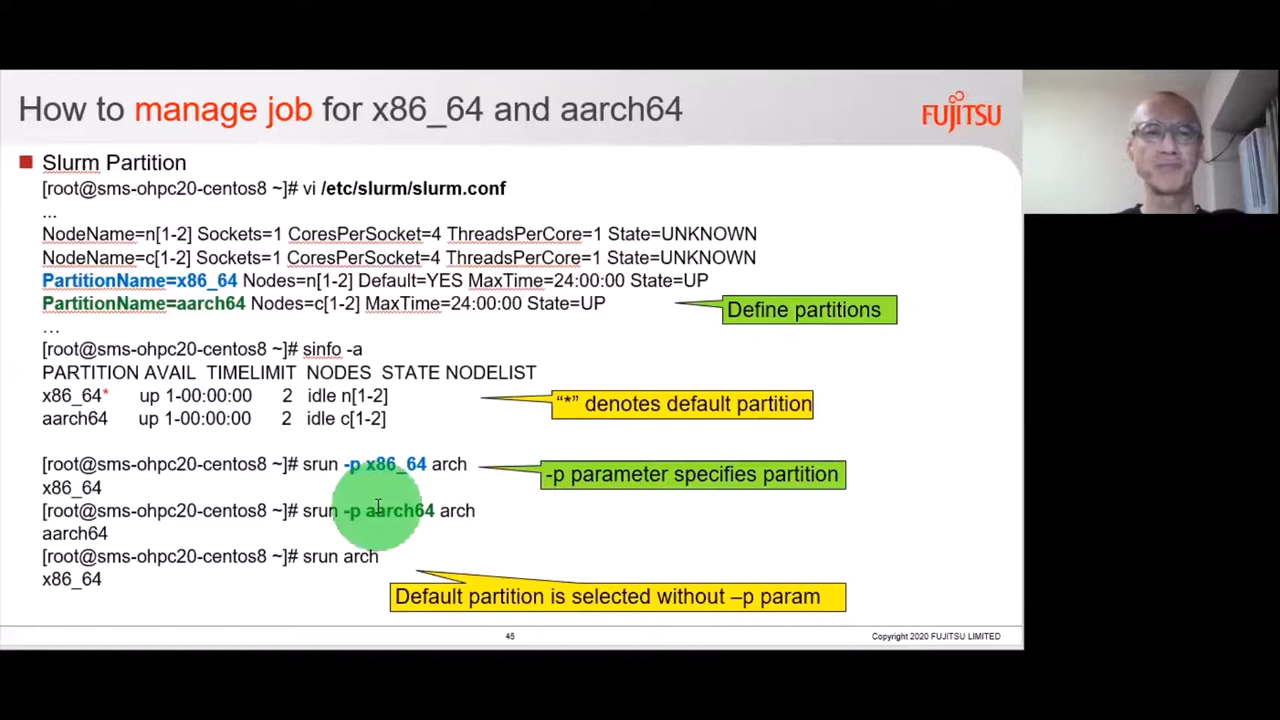 How to manage job for x86_64 and aarch64
FUJITSU
Slurm Partition
[root@sms-ohpc20-centos8 ~]# vi /etc/slurm/slurm.conf
...
NodeName=n[1-2] Sockets=1 CoresPerSocket=4 ThreadsPerCore=1 State=UNKNOWN
NodeName=c[1-2] Sockets=1 CoresPerSocket=4 ThreadsPerCore=1 State=UNKNOWN
PartitionName=x86_64 Nodes=n[1-2] Default=YES MaxTime=24:00:00 State=UP
PartitionName=aarch64 Nodes=c[1-2] MaxTime=24:00:00 State=UP
Define partitions
…
[root@sms-ohpc20-centos8 ~]# sinfo -a
PARTITION AVAIL TIMELIMIT NODES STATE NODELIST
x86_64* up 1-00:00:00 2 idle n[1-2]
“*” denotes default partition
aarch64 up 1-00:00:00 2 idle c[1-2]
[root@sms-ohpc20-centos8 ~]# srun -p x86_64 arch
-p parameter specifies partition
x86_64
[root@sms-ohpc20-centos8 ~]# srun -p aarch64 arch
aarch64
[root@sms-ohpc20-centos8 ~]# srun arch
x86_64
Default partition is selected without –p param
45
Copyright 2020 FUJITSU LIMITED